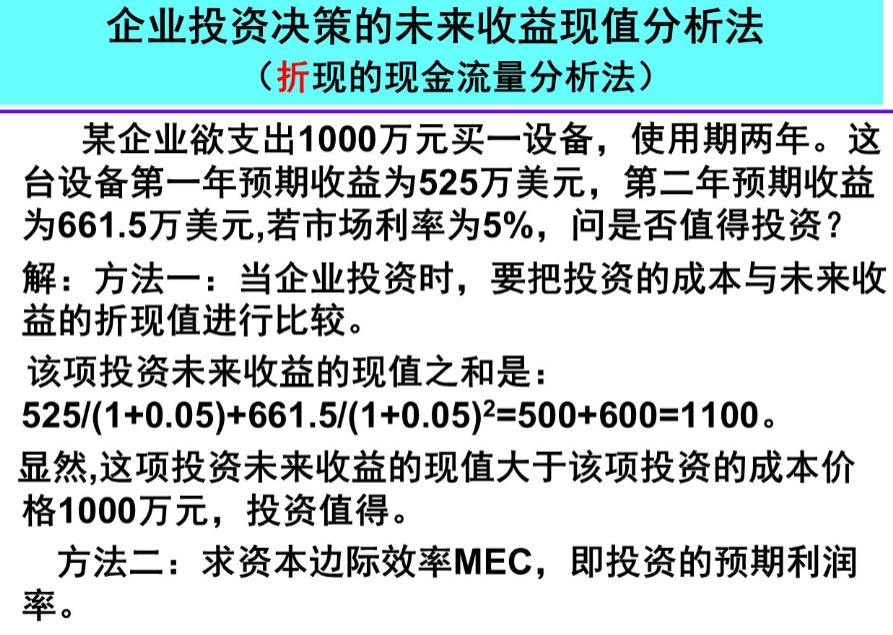 企业投资决策的未来收益现值分析法
（折现的现金流量分析法）
某企业欲支出1000万元买一设备，使用期两年。这
台设备第一年预期收益为525万美元，第二年预期收益
为661.5万美元,若市场利率为5%，问是否值得投资？
解：方法一：当企业投资时，要把投资的成本与未来收
益的折现值进行比较。
该项投资未来收益的现值之和是：
525/(1+0.05)+661.5/(1+0.05)²=500+600=1100。
显然,这项投资未来收益的现值大于该项投资的成本价
格1000万元，投资值得。
方法二：求资本边际效率MEC，即投资的预期利润
率。